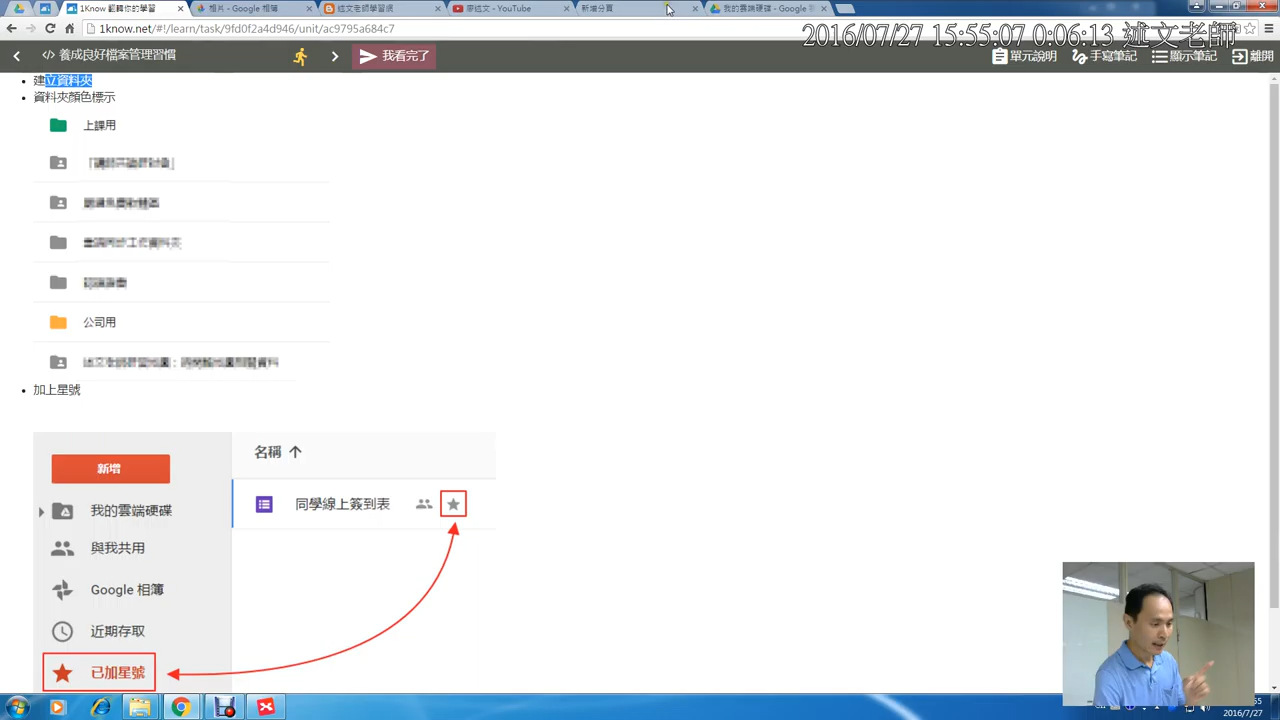 1Know 翻轉你的學習
相片 - Google 相簿
述文老師學習網
廖述文 - YouTube
新增分頁
我的雲端硬碟 - Google
1know.net/#!/learn/task/9fd0f2a4d946/unit/ac9795a684c7
2016/07/27 15:55:07 0:06:13 述文老師
</> 養成良好檔案管理習慣
我看完了
單元說明
手寫筆記
顯示筆記
離開
建立資料夾
資料夾顏色標示
上課用
公司用
加上星號
新增
名稱
我的雲端硬碟
同學線上簽到表
與我共用
Google 相簿
近期存取
已加星號
2016/7/27